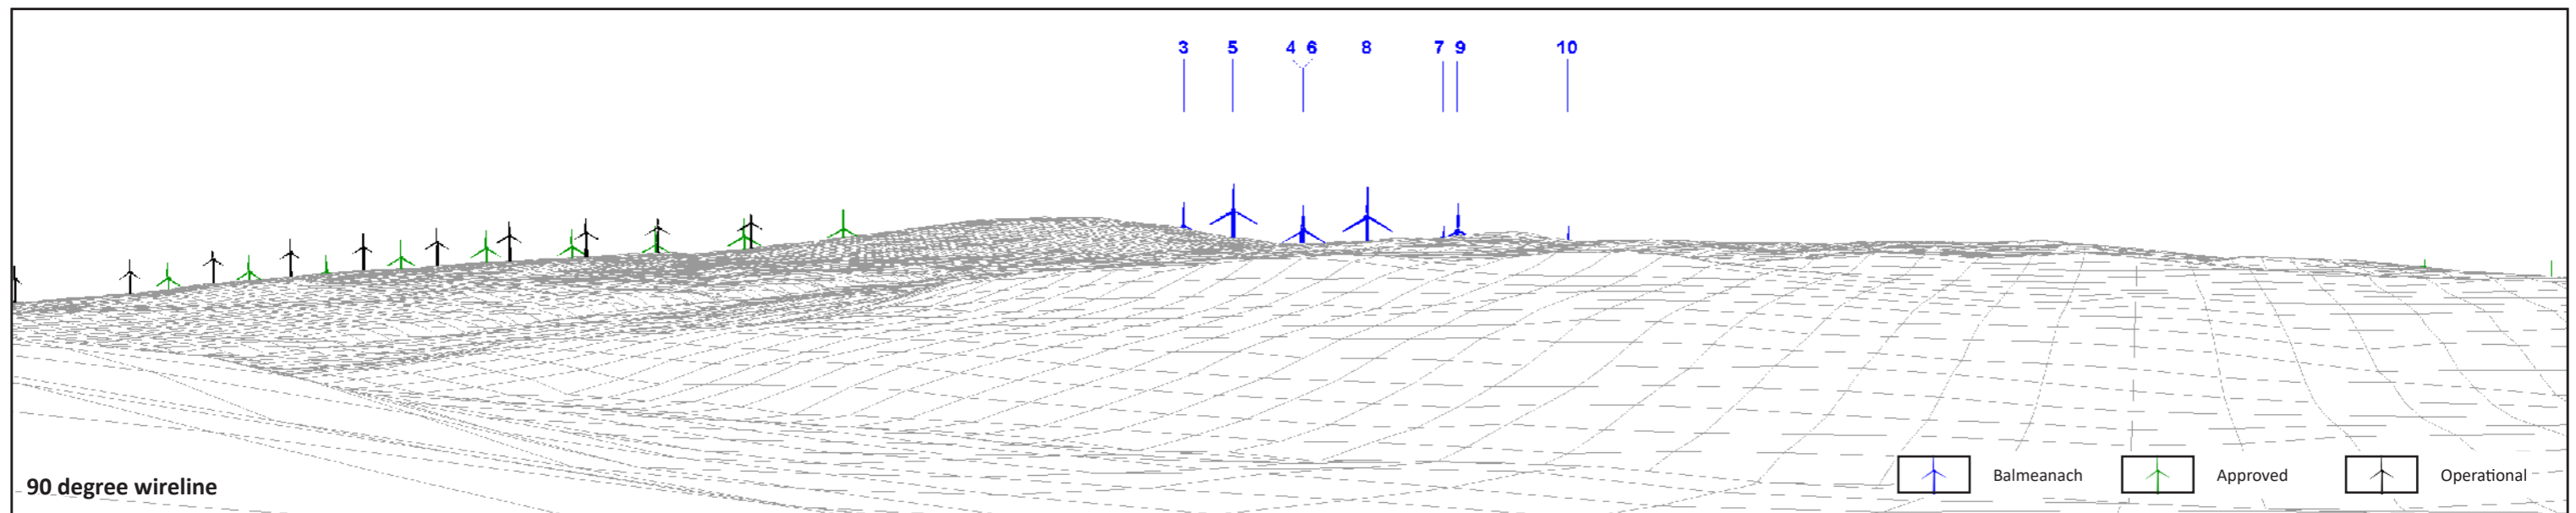 3 5 4 6 8 7 9 10
90 degree wireline
Balmeanach Approved Operational